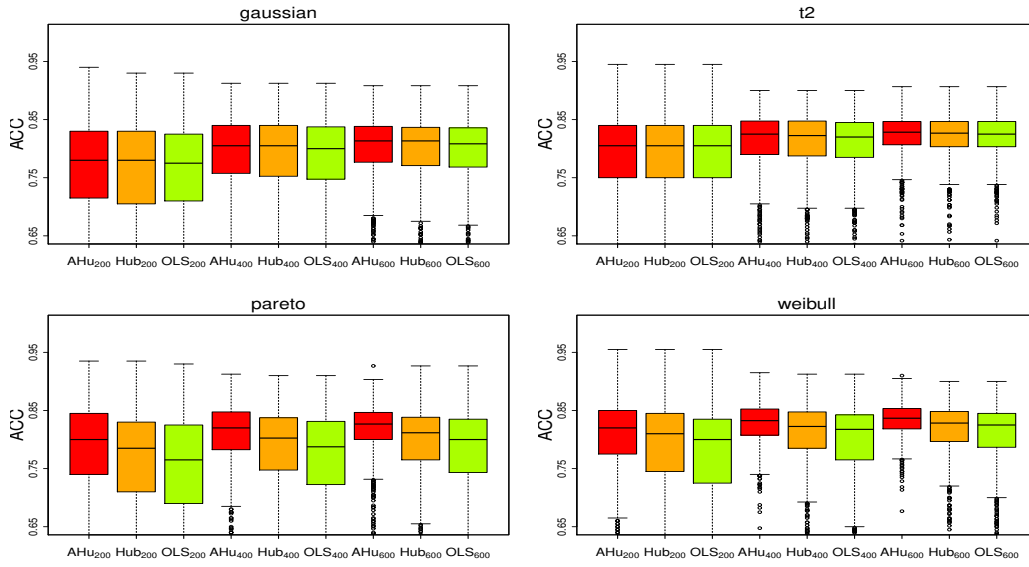 gaussian
ACC
0.95
0.85
0.75
0.65
AHu₂₀₀ Hub₂₀₀ OLS₂₀₀ AHu₄₀₀ Hub₄₀₀ OLS₄₀₀ AHu₆₀₀ Hub₆₀₀ OLS₆₀₀
t2
ACC
0.95
0.85
0.75
0.65
AHu₂₀₀ Hub₂₀₀ OLS₂₀₀ AHu₄₀₀ Hub₄₀₀ OLS₄₀₀ AHu₆₀₀ Hub₆₀₀ OLS₆₀₀
pareto
ACC
0.95
0.85
0.75
0.65
AHu₂₀₀ Hub₂₀₀ OLS₂₀₀ AHu₄₀₀ Hub₄₀₀ OLS₄₀₀ AHu₆₀₀ Hub₆₀₀ OLS₆₀₀
weibull
ACC
0.95
0.85
0.75
0.65
AHu₂₀₀ Hub₂₀₀ OLS₂₀₀ AHu₄₀₀ Hub₄₀₀ OLS₄₀₀ AHu₆₀₀ Hub₆₀₀ OLS₆₀₀